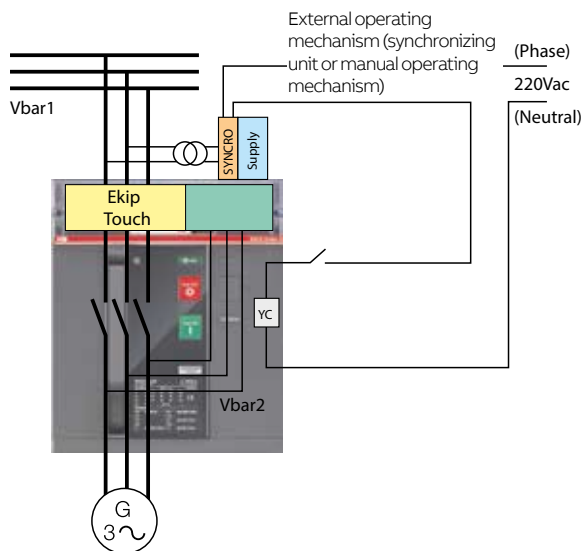 External operating
mechanism (synchronizing
unit or manual operating
mechanism)
(Phase)
220Vac
(Neutral)
Vbar1
SYNCRO
Supply
Ekip
Touch
YC
Vbar2
G
3